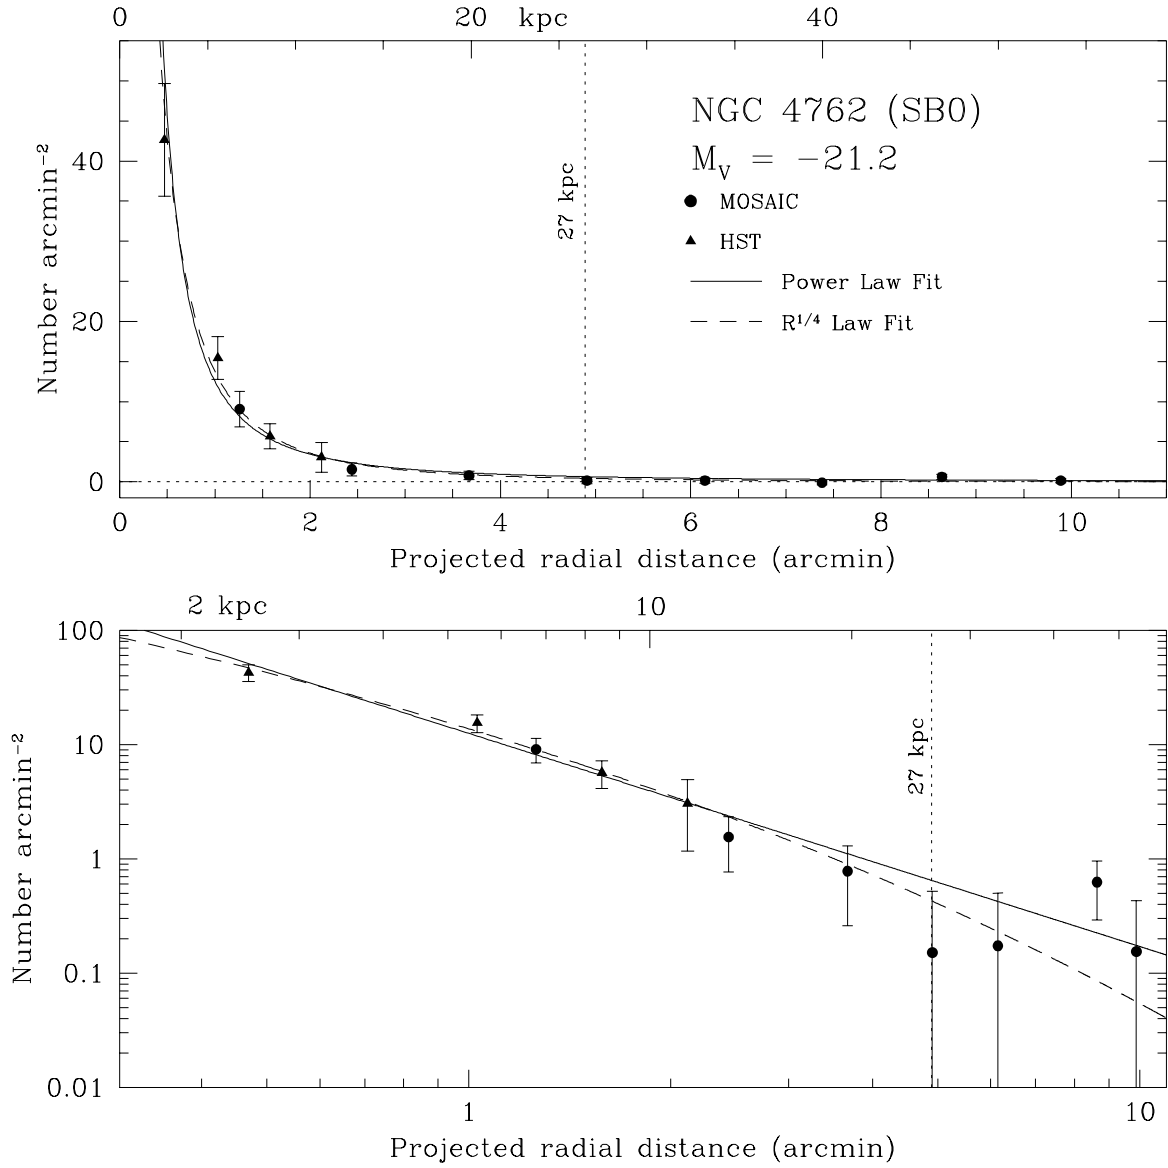 0 20 kpc 40
NGC 4762 (SB0)
M_V = −21.2
MOSAIC
HST
Power Law Fit
R^1/4 Law Fit
27 kpc
40
20
0
Number arcmin^−2
0 2 4 6 8 10
Projected radial distance (arcmin)
2 kpc 10
100
10
1
0.1
0.01
Number arcmin^−2
27 kpc
1 10
Projected radial distance (arcmin)